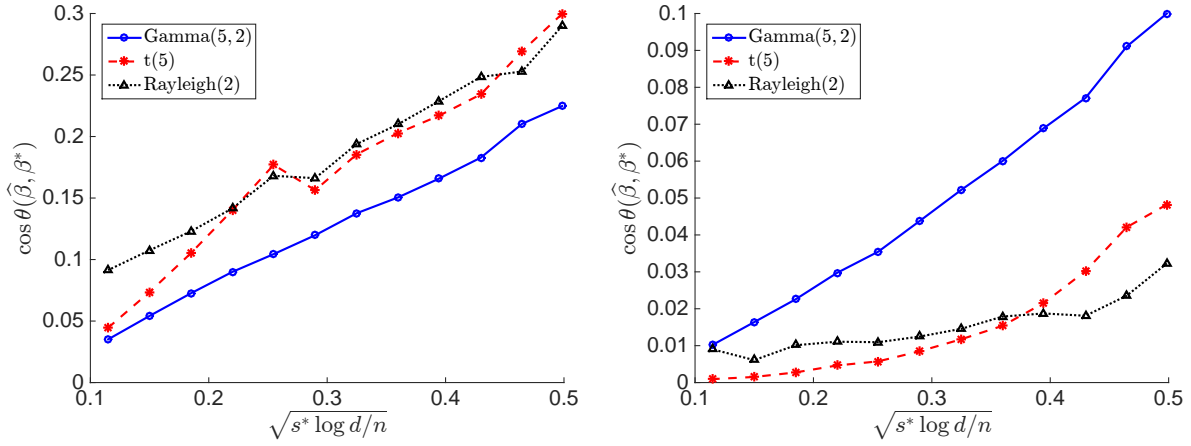 0.3
0.25
0.2
0.15
0.1
0.05
0
cos θ(β̂, β*)
Gamma(5, 2)
t(5)
Rayleigh(2)
0.1
0.2
0.3
0.4
0.5
√(s* log d/n)
0.1
0.09
0.08
0.07
0.06
0.05
0.04
0.03
0.02
0.01
0
cos θ(β̂, β*)
Gamma(5, 2)
t(5)
Rayleigh(2)
0.1
0.2
0.3
0.4
0.5
√(s* log d/n)